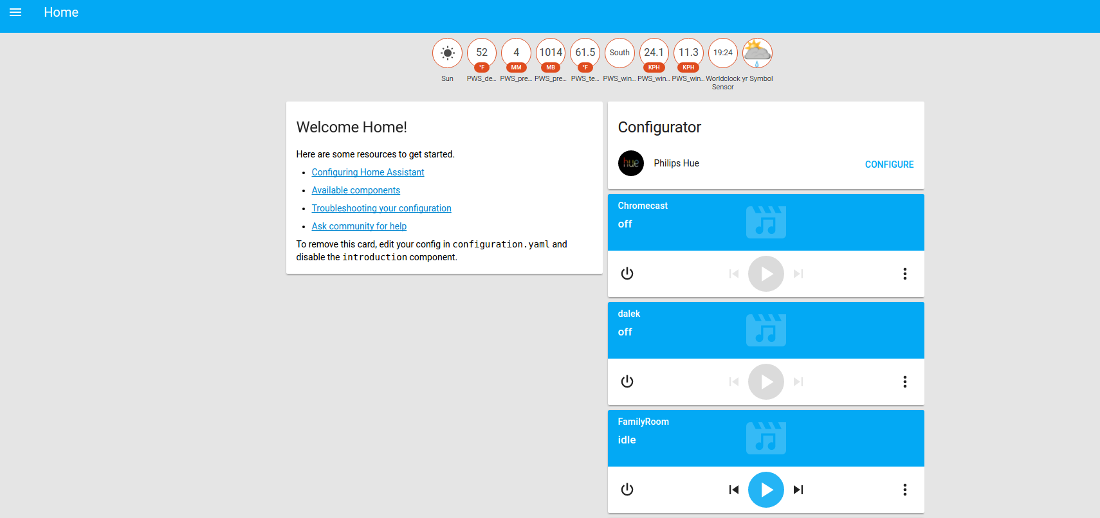 Home
52
4
1014
61.5
South
24.1
11.3
19:24
°F
MM
MB
°F
KPH
KPH
Sun
PWS_de...
PWS_pre...
PWS_pre...
PWS_te...
PWS_win...
PWS_win...
PWS_win...
Worldclock
Sensor
yr Symbol
Welcome Home!
Here are some resources to get started.
Configuring Home Assistant
Available components
Troubleshooting your configuration
Ask community for help
To remove this card, edit your config in configuration.yaml and
disable the introduction component.
Configurator
hue
Philips Hue
CONFIGURE
Chromecast
off
dalek
off
FamilyRoom
idle